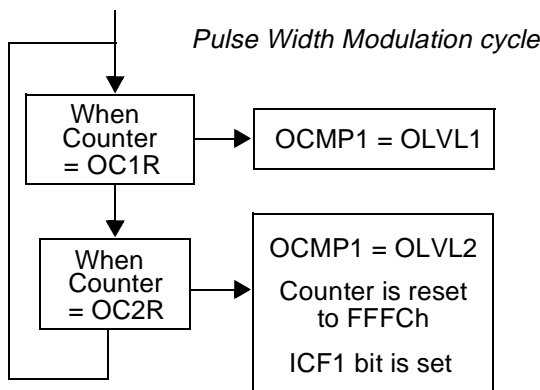 Pulse Width Modulation cycle
When
Counter
= OC1R
OCMP1 = OLVL1
When
Counter
= OC2R
OCMP1 = OLVL2
Counter is reset
to FFFCh
ICF1 bit is set